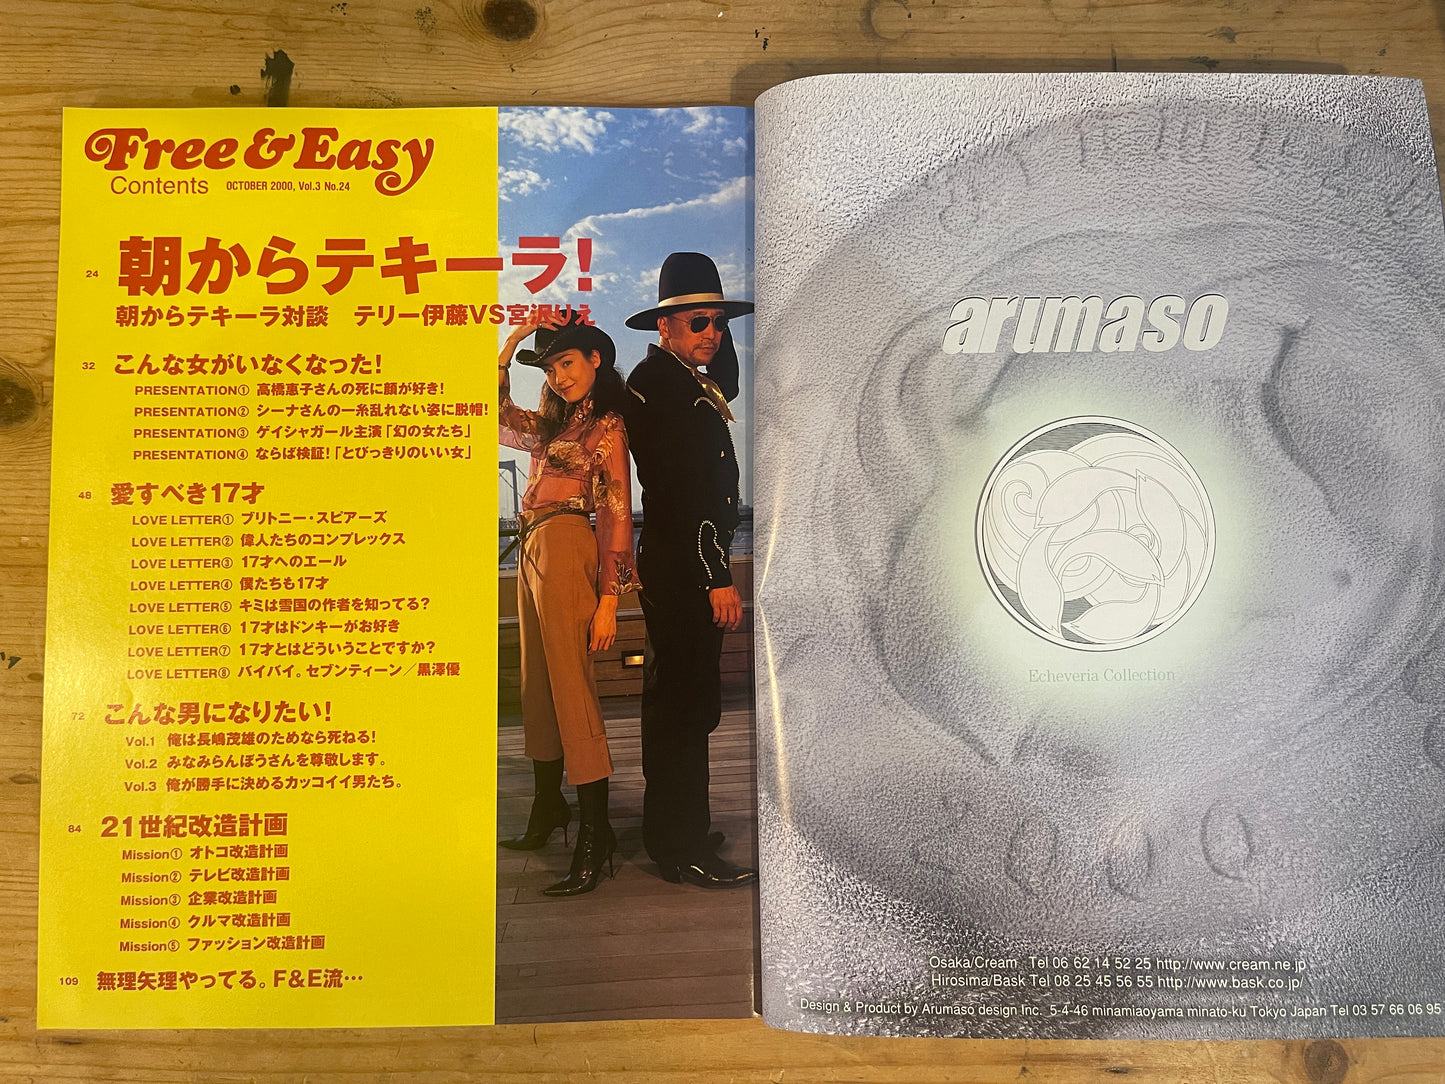 Free&Easy
Contents OCTOBER 2000, Vol.3 No.24
24 朝からテキーラ!
朝からテキーラ対談 テリー伊藤VS宮沢りえ
32 こんな女がいなくなった!
PRESENTATION① 高橋惠子さんの死に顔が好き!
PRESENTATION② シーナさんの一糸乱れない姿に脱帽!
PRESENTATION③ ゲイシャガール主演「幻の女たち」
PRESENTATION④ ならば検証!「とびっきりのいい女」
48 愛すべき17才
LOVE LETTER① ブリトニー・スピアーズ
LOVE LETTER② 偉人たちのコンプレックス
LOVE LETTER③ 17才へのエール
LOVE LETTER④ 僕たちも17才
LOVE LETTER⑤ キミは雪国の作者を知ってる?
LOVE LETTER⑥ 17才はドンキーがお好き
LOVE LETTER⑦ 17才とはどういうことですか?
LOVE LETTER⑧ バイバイ。セブンティーン/黒澤優
72 こんな男になりたい!
Vol.1 俺は長嶋茂雄のためなら死ねる!
Vol.2 みなみらんぼうさんを尊敬します。
Vol.3 俺が勝手に決めるカッコイイ男たち。
84 21世紀改造計画
Mission① オトコ改造計画
Mission② テレビ改造計画
Mission③ 企業改造計画
Mission④ クルマ改造計画
Mission⑤ ファッション改造計画
109 無理矢理やってる。F&E流…
arumaso
Echeveria Collection
Osaka/Cream Tel 06 62 14 52 25 http://www.cream.ne.jp
Hirosima/Bask Tel 08 25 45 56 55 http://www.bask.co.jp/
Design & Product by Arumaso design Inc. 5-4-46 minamiaoyama minato-ku Tokyo Japan Tel 03 57 66 06 95